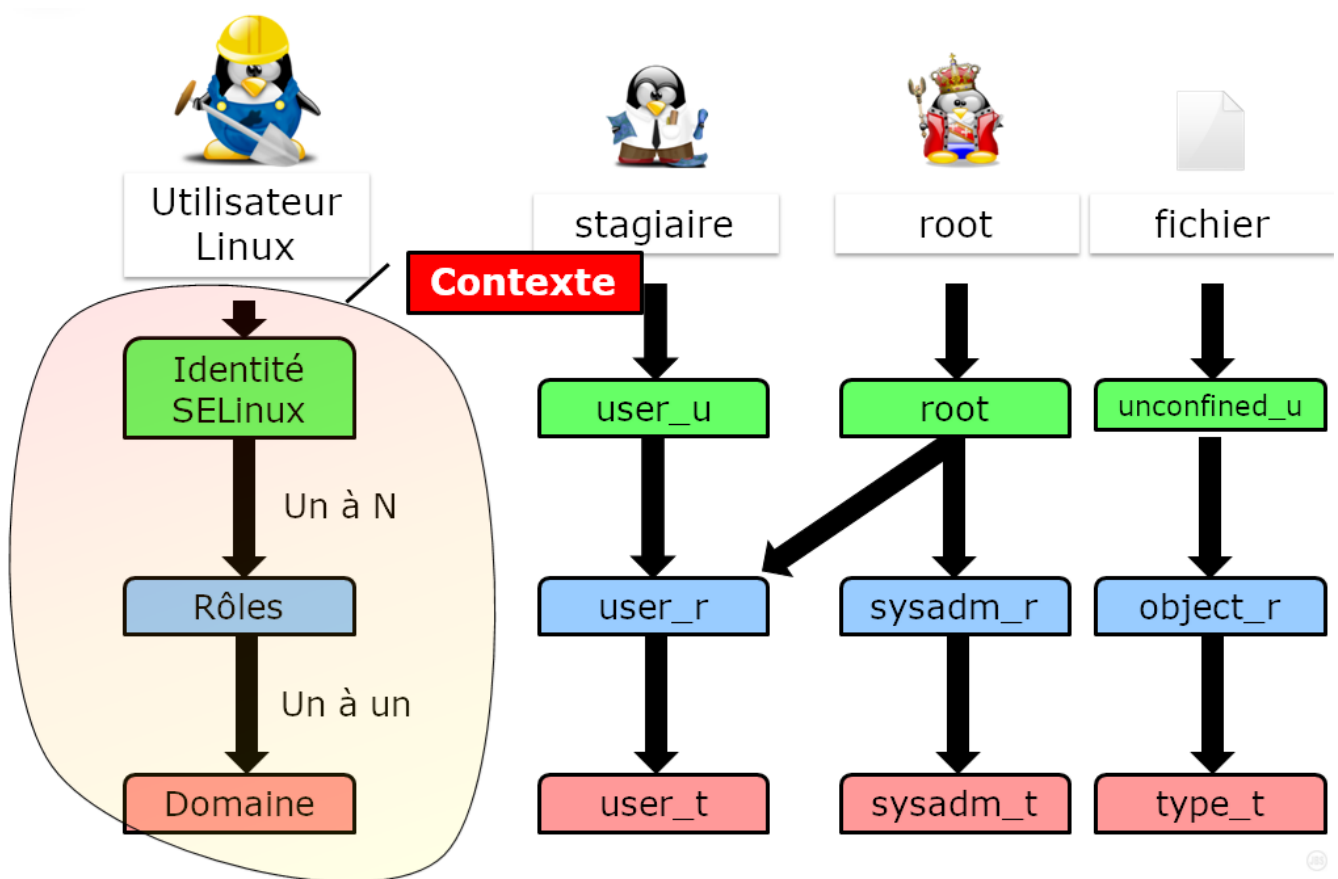 Utilisateur
Linux
stagiaire
root
fichier
Contexte
Identité
SELinux
user_u
root
unconfined_u
Un à N
Rôles
user_r
sysadm_r
object_r
Un à un
Domaine
user_t
sysadm_t
type_t